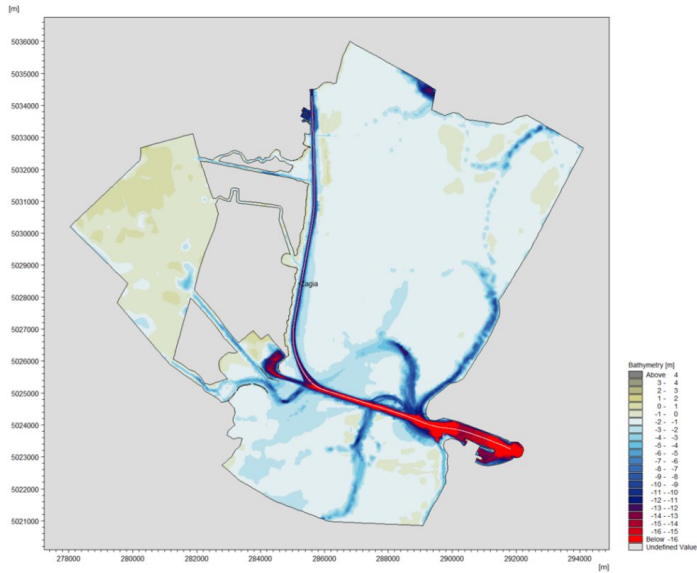 [m]
5036000
5035000
5034000
5033000
5032000
5031000
5030000
5029000
5028000
5027000
5026000
5025000
5024000
5023000
5022000
5021000
Zagia
Bathymetry [m]
Above 4
3 - 4
2 - 3
1 - 2
0 - 1
-1 - 0
-2 - -1
-3 - -2
-4 - -3
-5 - -4
-6 - -5
-7 - -6
-8 - -7
-9 - -8
-10 - -9
-11 - -10
-12 - -11
-13 - -12
-14 - -13
-15 - -14
-16 - -15
Below -16
Undefined Value
278000 280000 282000 284000 286000 288000 290000 292000 294000
[m]